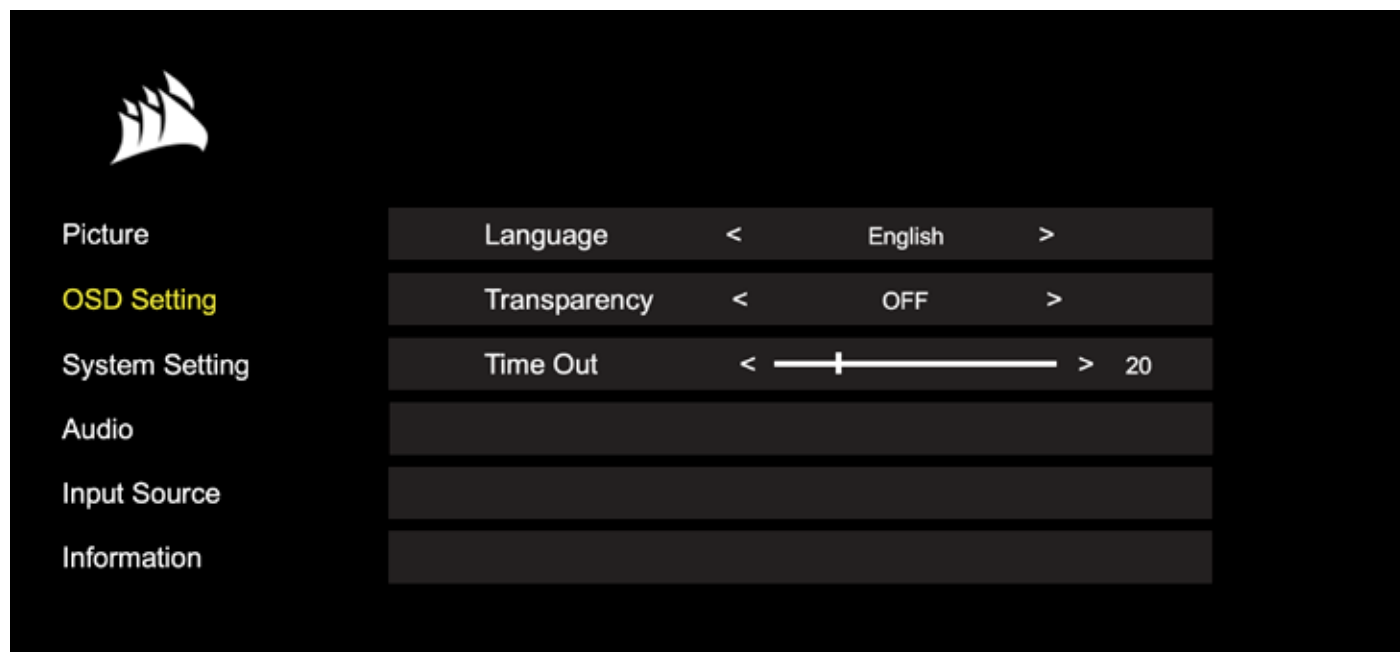 Picture Language < English >
OSD Setting Transparency < OFF >
System Setting Time Out < > 20
Audio
Input Source
Information